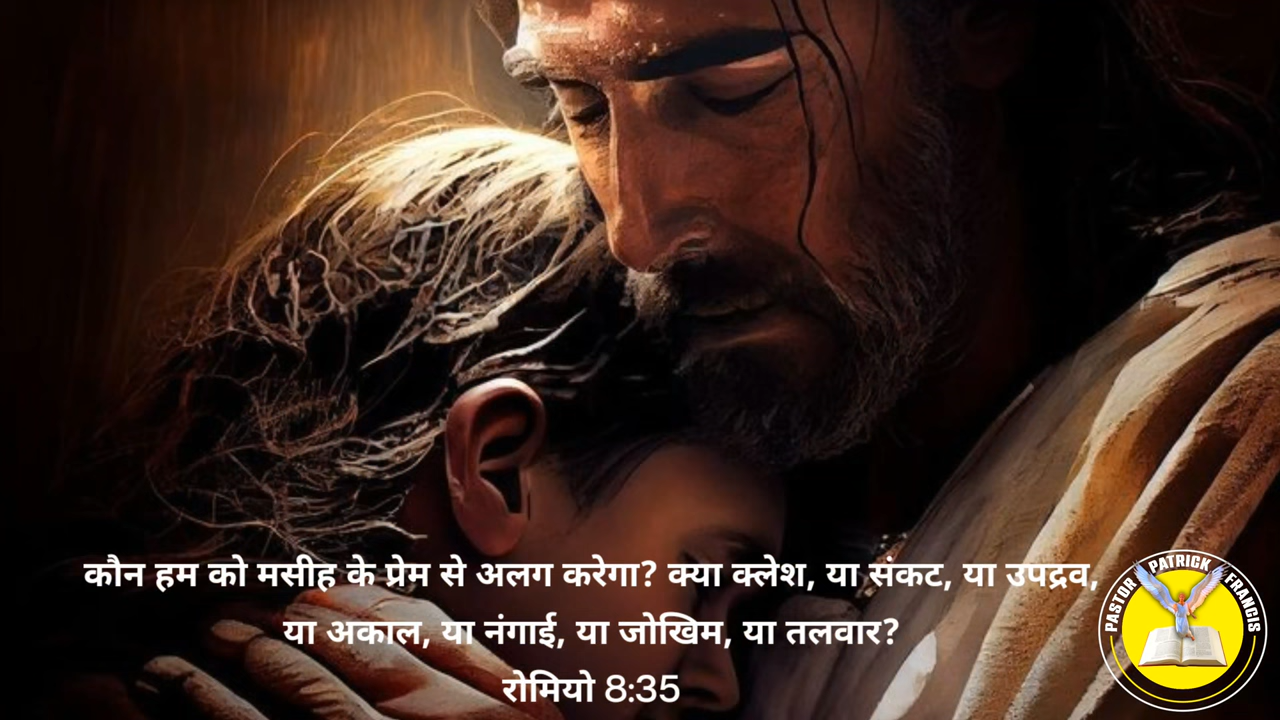 कौन हम को मसीह के प्रेम से अलग करेगा? क्या क्लेश, या संकट, या उपद्रव,
या अकाल, या नंगाई, या जोखिम, या तलवार?
रोमियो 8:35
PASTOR PATRICK FRANCIS